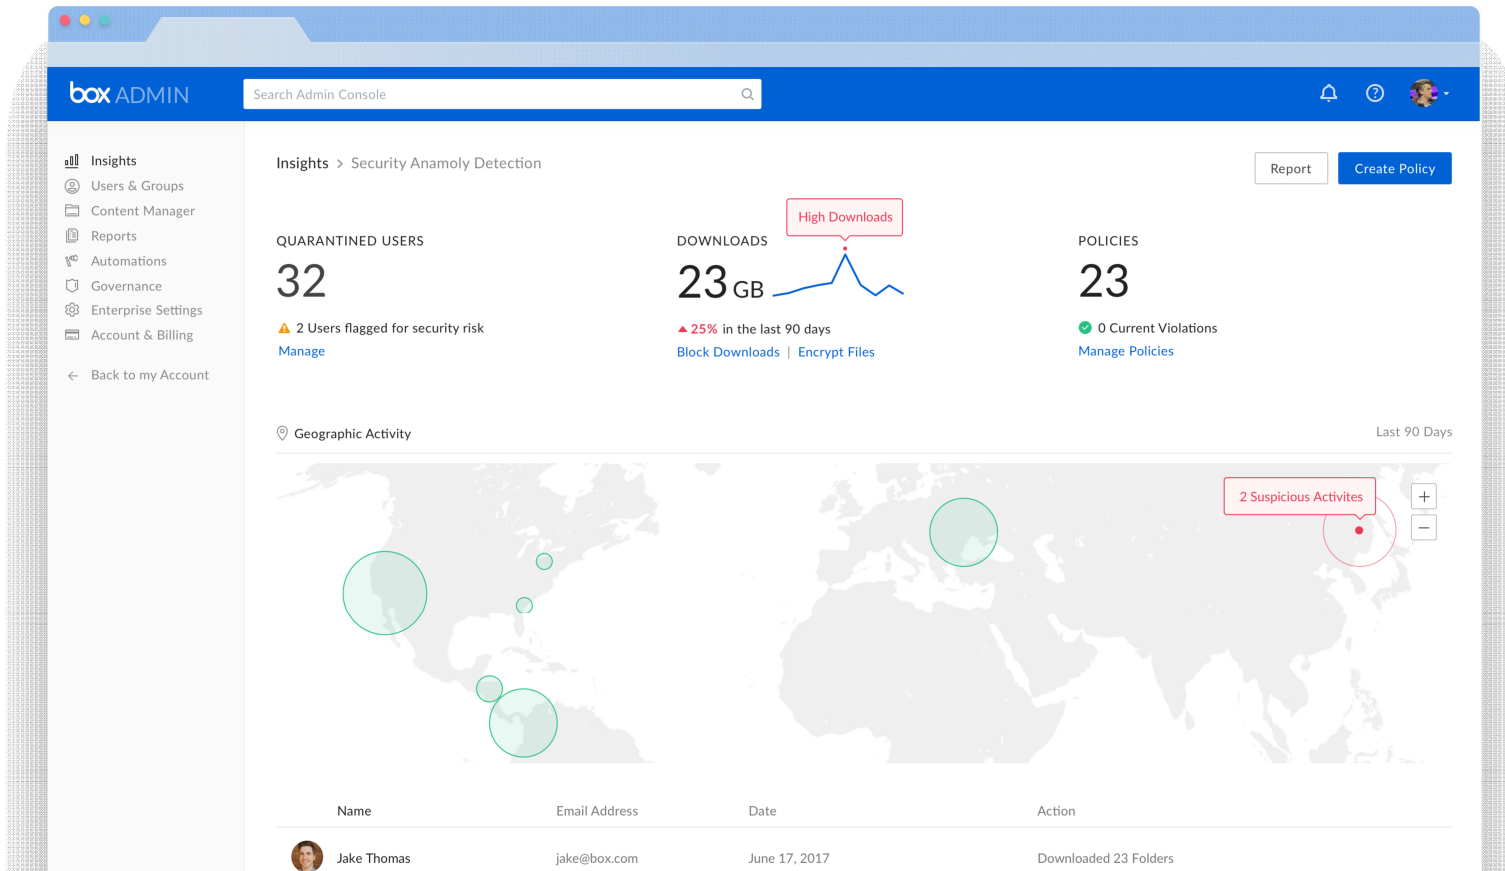 box ADMIN
Search Admin Console
Insights
Users & Groups
Content Manager
Reports
Automations
Governance
Enterprise Settings
Account & Billing
Back to my Account
Insights > Security Anamoly Detection
Report
Create Policy
QUARANTINED USERS
32
2 Users flagged for security risk
Manage
High Downloads
DOWNLOADS
23 GB
25% in the last 90 days
Block Downloads | Encrypt Files
POLICIES
23
0 Current Violations
Manage Policies
Geographic Activity
Last 90 Days
2 Suspicious Activites
Name Email Address Date Action
Jake Thomas jake@box.com June 17, 2017 Downloaded 23 Folders